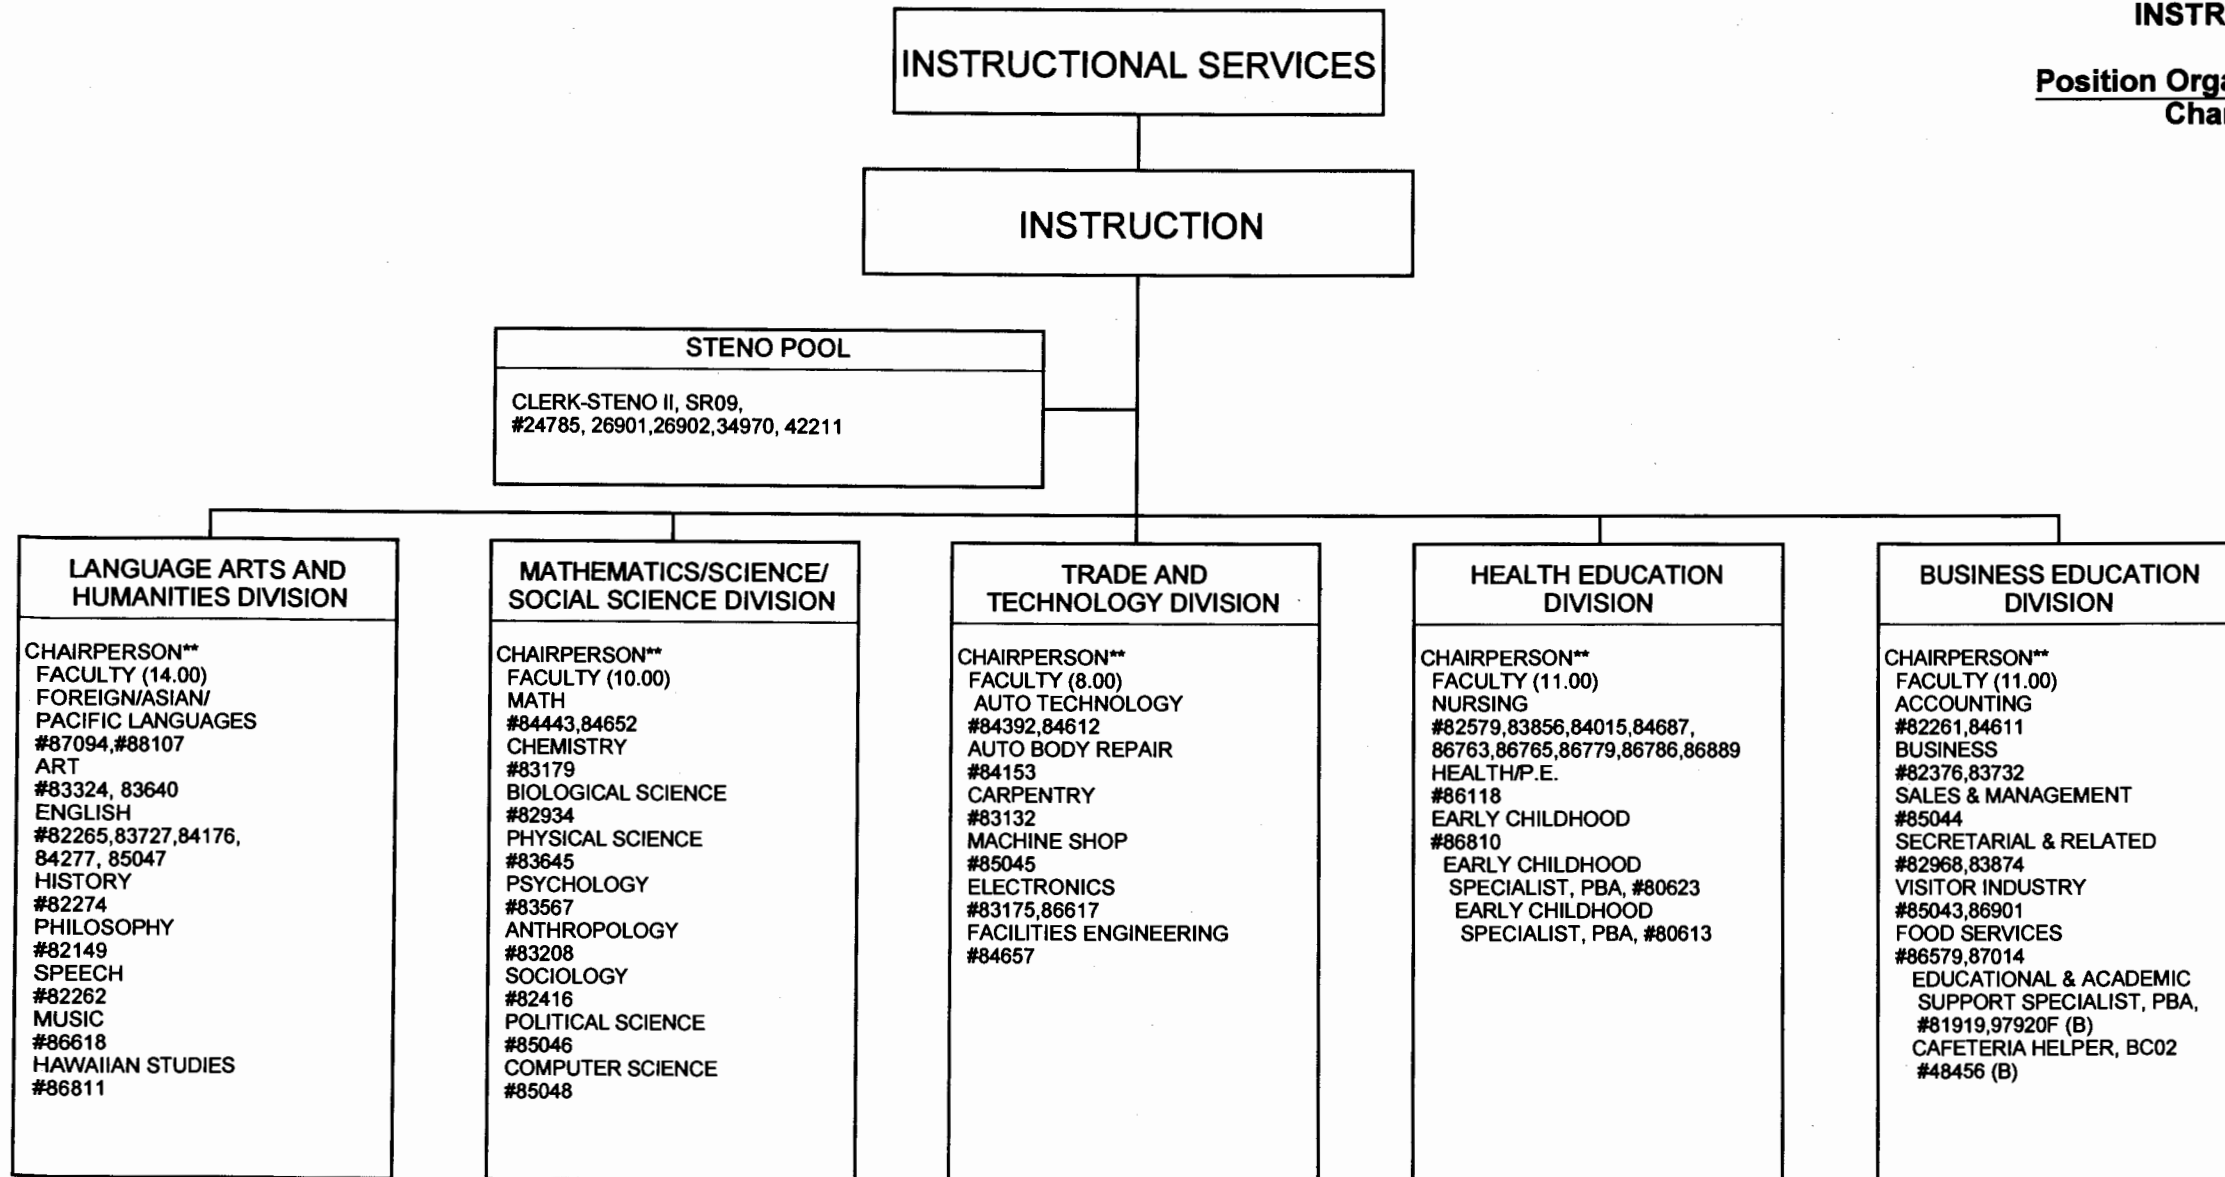 INSTR
Position Orga
Char
INSTRUCTIONAL SERVICES
INSTRUCTION
STENO POOL
CLERK-STENO II, SR09,
#24785, 26901,26902,34970, 42211
LANGUAGE ARTS AND
HUMANITIES DIVISION
CHAIRPERSON**
FACULTY (14.00)
FOREIGN/ASIAN/
PACIFIC LANGUAGES
#87094,#88107
ART
#83324, 83640
ENGLISH
#82265,83727,84176,
84277, 85047
HISTORY
#82274
PHILOSOPHY
#82149
SPEECH
#82262
MUSIC
#86618
HAWAIIAN STUDIES
#86811
MATHEMATICS/SCIENCE/
SOCIAL SCIENCE DIVISION
CHAIRPERSON**
FACULTY (10.00)
MATH
#84443,84652
CHEMISTRY
#83179
BIOLOGICAL SCIENCE
#82934
PHYSICAL SCIENCE
#83645
PSYCHOLOGY
#83567
ANTHROPOLOGY
#83208
SOCIOLOGY
#82416
POLITICAL SCIENCE
#85046
COMPUTER SCIENCE
#85048
TRADE AND
TECHNOLOGY DIVISION
CHAIRPERSON**
FACULTY (8.00)
AUTO TECHNOLOGY
#84392,84612
AUTO BODY REPAIR
#84153
CARPENTRY
#83132
MACHINE SHOP
#85045
ELECTRONICS
#83175,86617
FACILITIES ENGINEERING
#84657
HEALTH EDUCATION
DIVISION
CHAIRPERSON**
FACULTY (11.00)
NURSING
#82579,83856,84015,84687,
86763,86765,86779,86786,86889
HEALTH/P.E.
#86118
EARLY CHILDHOOD
#86810
EARLY CHILDHOOD
SPECIALIST, PBA, #80623
EARLY CHILDHOOD
SPECIALIST, PBA, #80613
BUSINESS EDUCATION
DIVISION
CHAIRPERSON**
FACULTY (11.00)
ACCOUNTING
#82261,84611
BUSINESS
#82376,83732
SALES & MANAGEMENT
#85044
SECRETARIAL & RELATED
#82968,83874
VISITOR INDUSTRY
#85043,86901
FOOD SERVICES
#86579,87014
EDUCATIONAL & ACADEMIC
SUPPORT SPECIALIST, PBA,
#81919,97920F (B)
CAFETERIA HELPER, BC02
#48456 (B)